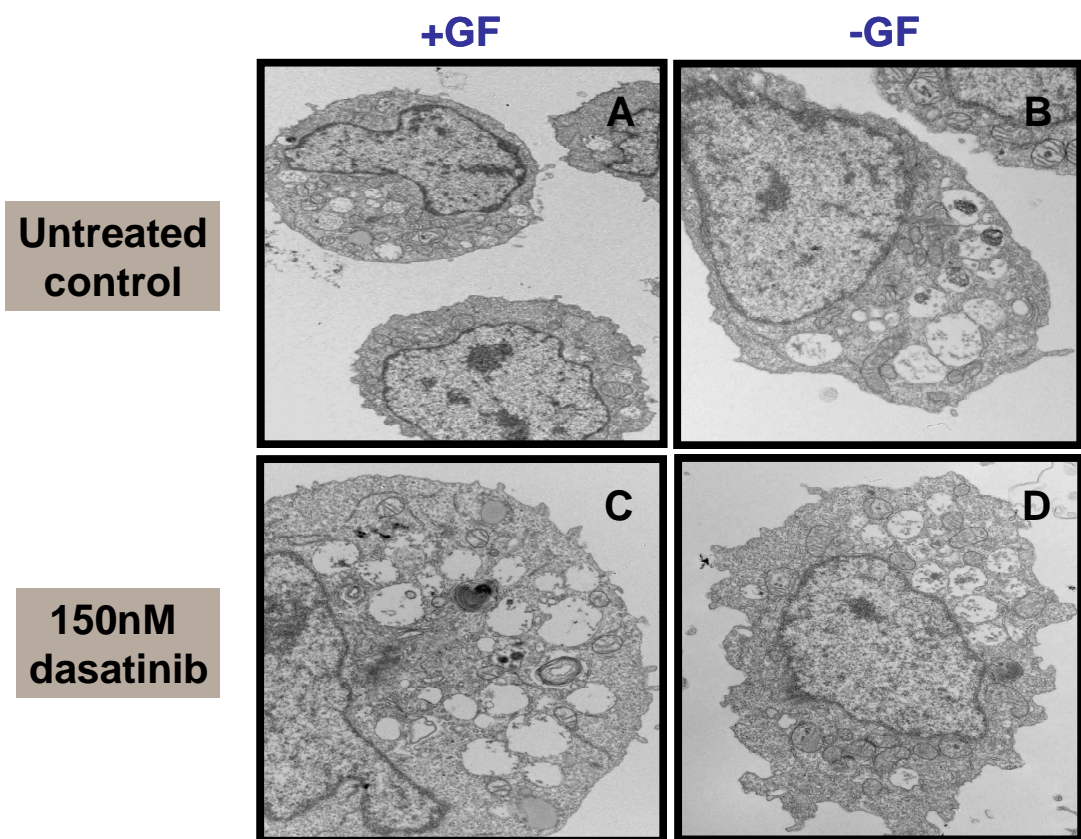 +GF
-GF
A
B
Untreated
control
C
D
150nM
dasatinib